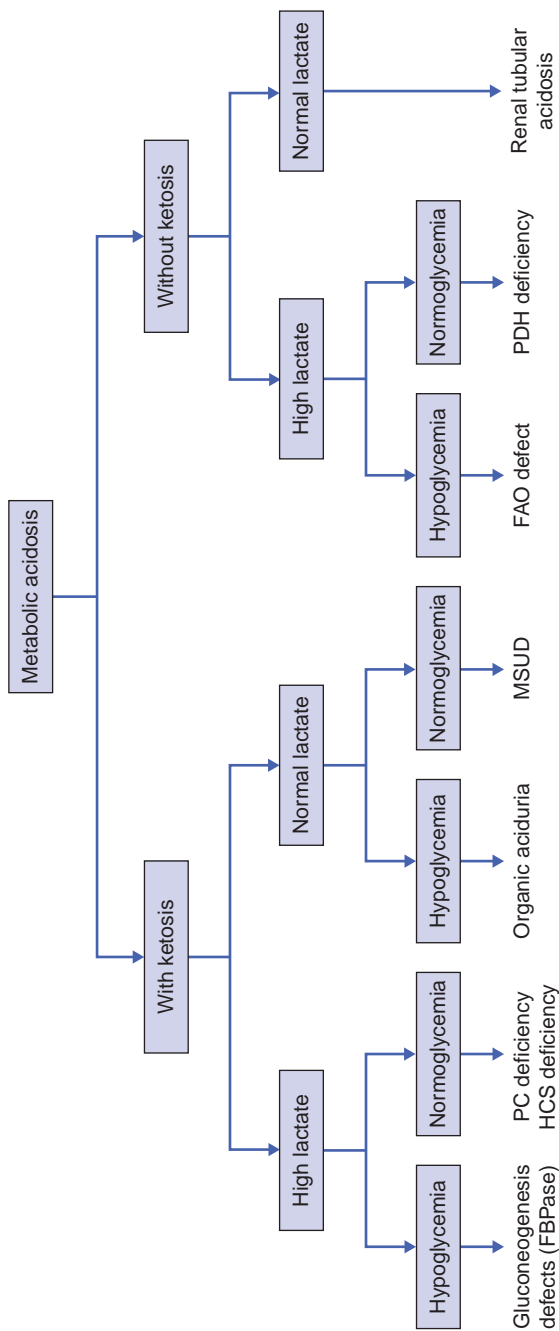 Metabolic acidosis
With ketosis
Without ketosis
High lactate
Normal lactate
High lactate
Normal lactate
Hypoglycemia
Normoglycemia
Hypoglycemia
Normoglycemia
Hypoglycemia
Normoglycemia
Gluconeogenesis
defects (FBPase)
PC deficiency
HCS deficiency
Organic aciduria
MSUD
FAO defect
PDH deficiency
Renal tubular
acidosis